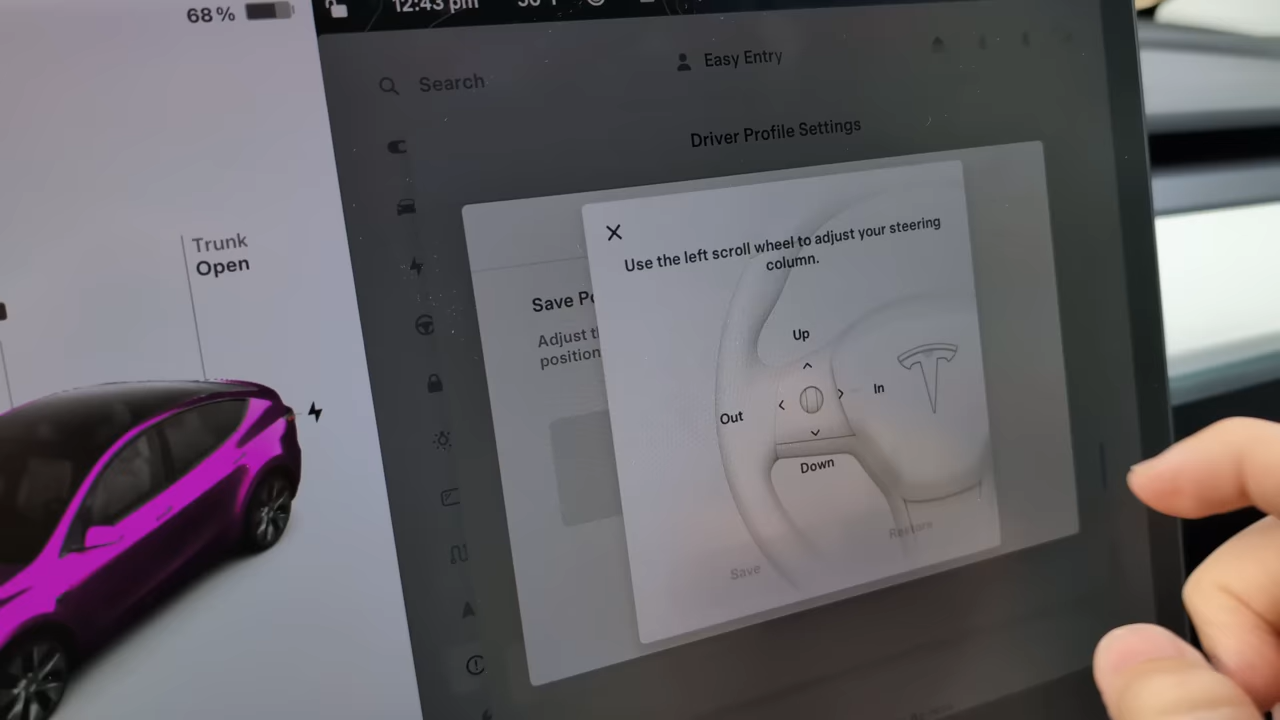 68%
12:43 pm
Search
Easy Entry
Driver Profile Settings
Trunk
Open
Save
Adjust
position
Use the left scroll wheel to adjust your steering
column.
Up
Out
In
Down
Save
Restore